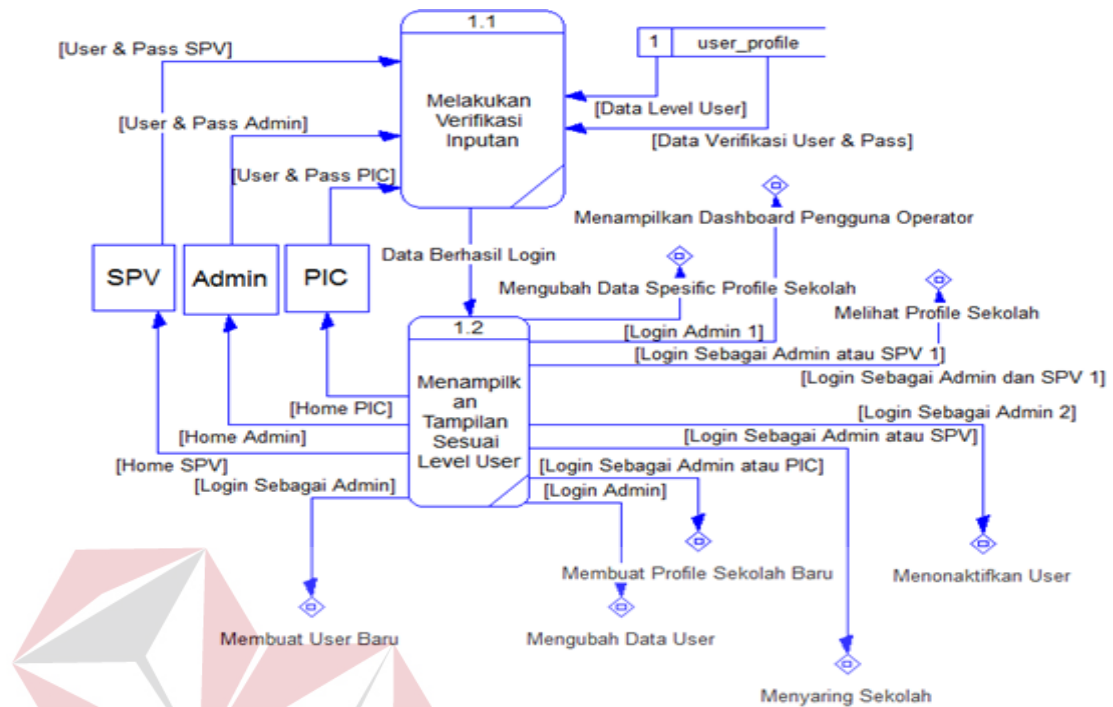 1.1
[User & Pass SPV]
1 user_profile
Melakukan
Verifikasi
Inputan
[Data Level User]
[User & Pass Admin]
[Data Verifikasi User & Pass]
[User & Pass PIC]
Menampilkan Dashboard Pengguna Operator
Data Berhasil Login
SPV
Admin
PIC
Mengubah Data Spesific Profile Sekolah
Melihat Profile Sekolah
1.2
[Login Admin 1]
[Login Sebagai Admin atau SPV 1]
[Login Sebagai Admin dan SPV 1]
Menampilk
an
Tampilan
Sesuai
Level User
[Home PIC]
[Home Admin]
[Home SPV]
[Login Sebagai Admin 2]
[Login Sebagai Admin atau SPV]
[Login Sebagai Admin atau PIC]
[Login Sebagai Admin]
[Login Admin]
Membuat Profile Sekolah Baru
Menonaktifkan User
Membuat User Baru
Mengubah Data User
Menyaring Sekolah